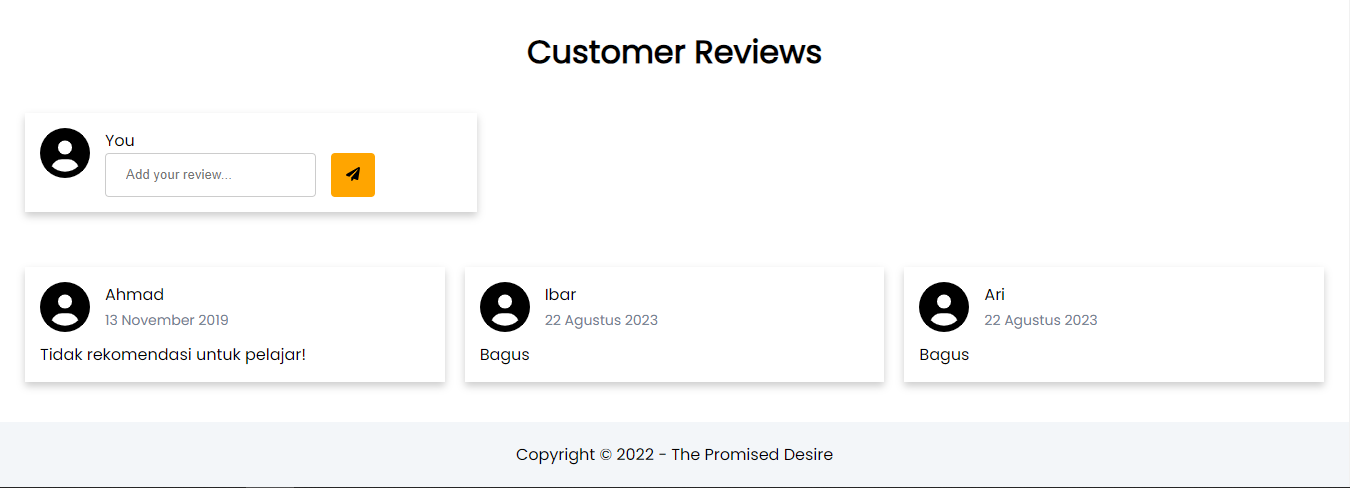 Customer Reviews
You
Add your review...
Ahmad
13 November 2019
Tidak rekomendasi untuk pelajar!
Ibar
22 Agustus 2023
Bagus
Ari
22 Agustus 2023
Bagus
Copyright © 2022 - The Promised Desire